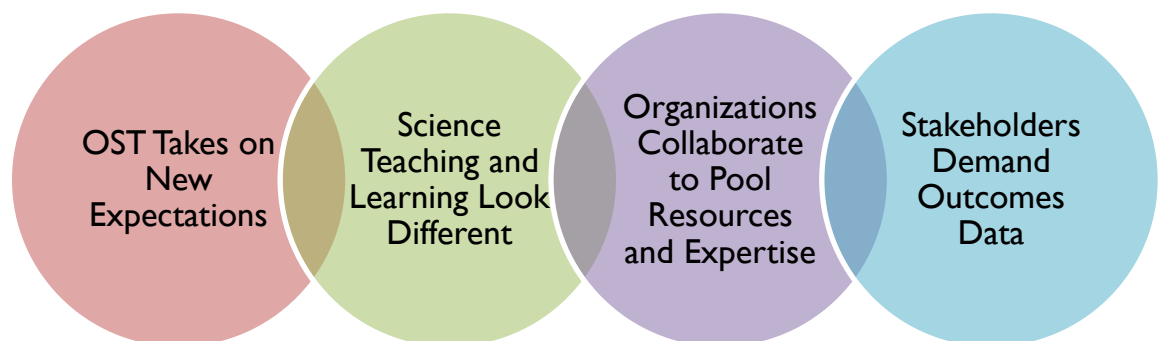 OST Takes on
New
Expectations
Science
Teaching and
Learning Look
Different
Organizations
Collaborate
to Pool
Resources
and Expertise
Stakeholders
Demand
Outcomes
Data